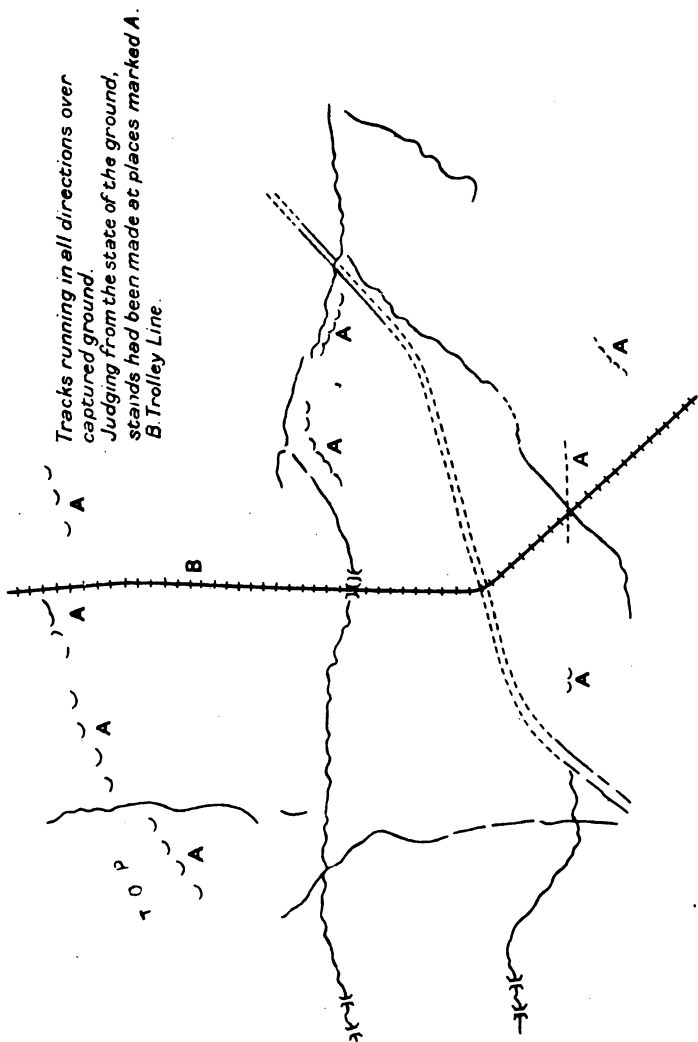 Tracks running in all directions over
captured ground.
Judging from the state of the ground,
stands had been made at places marked A.
B. Trolley Line.
A
A
A
A
TOP
B
A
A
A
A
A